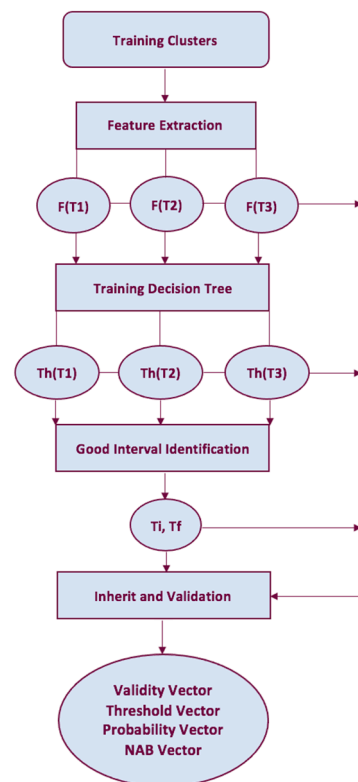 Training Clusters
Feature Extraction
F(T1) F(T2) F(T3)
Training Decision Tree
Th(T1) Th(T2) Th(T3)
Good Interval Identification
Ti, Tf
Inherit and Validation
Validity Vector
Threshold Vector
Probability Vector
NAB Vector